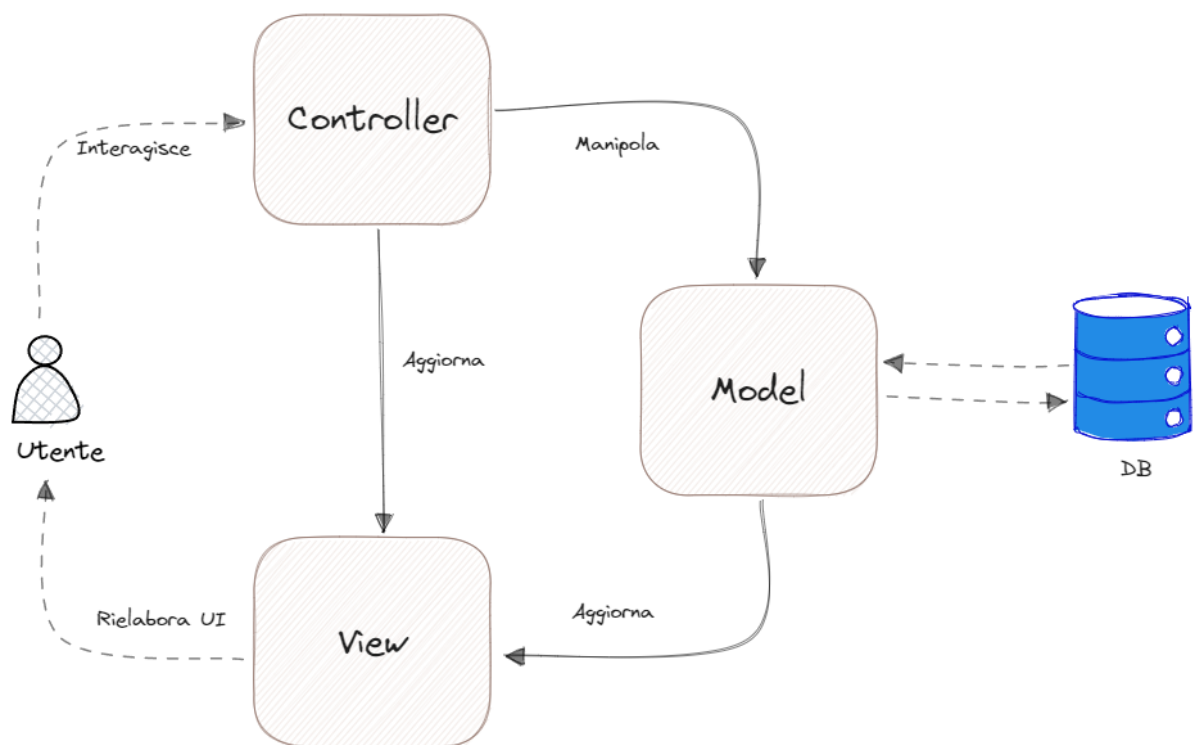 Controller
Interagisce
Manipola
Aggiorna
Model
Utente
DB
Rielabora UI
Aggiorna
View